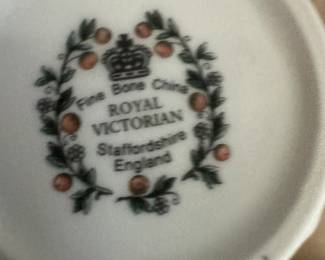 Fine Bone China
ROYAL
VICTORIAN
Staffordshire
England